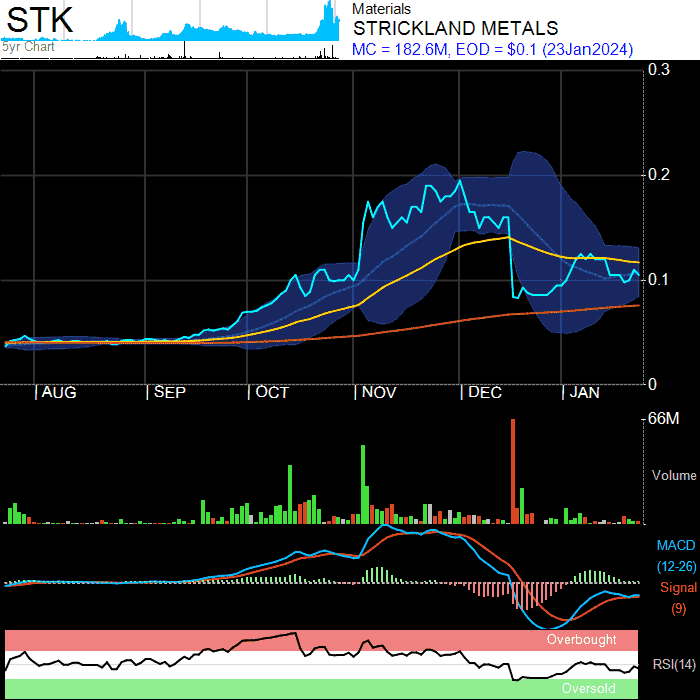 STK
5yr Chart
Materials
STRICKLAND METALS
MC = 182.6M, EOD = $0.1 (23Jan2024)
0.3
0.2
0.1
0
AUG SEP OCT NOV DEC JAN
66M
Volume
MACD
(12-26)
Signal
(9)
Overbought
RSI(14)
Oversold